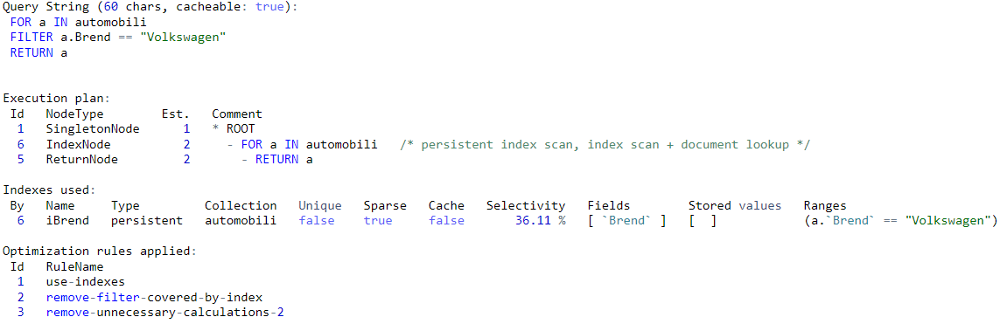 Query String (60 chars, cacheable: true):
FOR a IN automobili
FILTER a.Brend == "Volkswagen"
RETURN a
Execution plan:
Id NodeType Est. Comment
1 SingletonNode 1 * ROOT
6 IndexNode 2 - FOR a IN automobili /* persistent index scan, index scan + document lookup */
5 ReturnNode 2 - RETURN a
Indexes used:
By Name Type Collection Unique Sparse Cache Selectivity Fields Stored values Ranges
6 iBrend persistent automobili false true false 36.11 % [ `Brend` ] [ ] (a.`Brend` == "Volkswagen")
Optimization rules applied:
Id RuleName
1 use-indexes
2 remove-filter-covered-by-index
3 remove-unnecessary-calculations-2